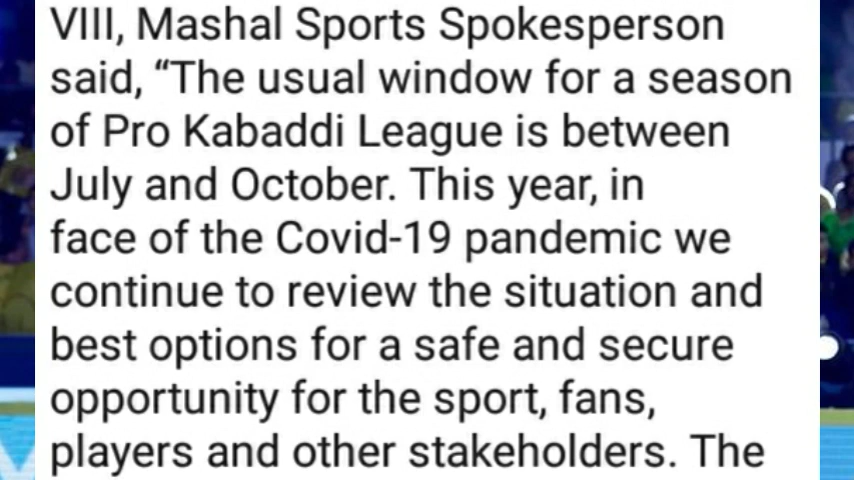 VIII, Mashal Sports Spokesperson
said, “The usual window for a season
of Pro Kabaddi League is between
July and October. This year, in
face of the Covid-19 pandemic we
continue to review the situation and
best options for a safe and secure
opportunity for the sport, fans,
players and other stakeholders. The